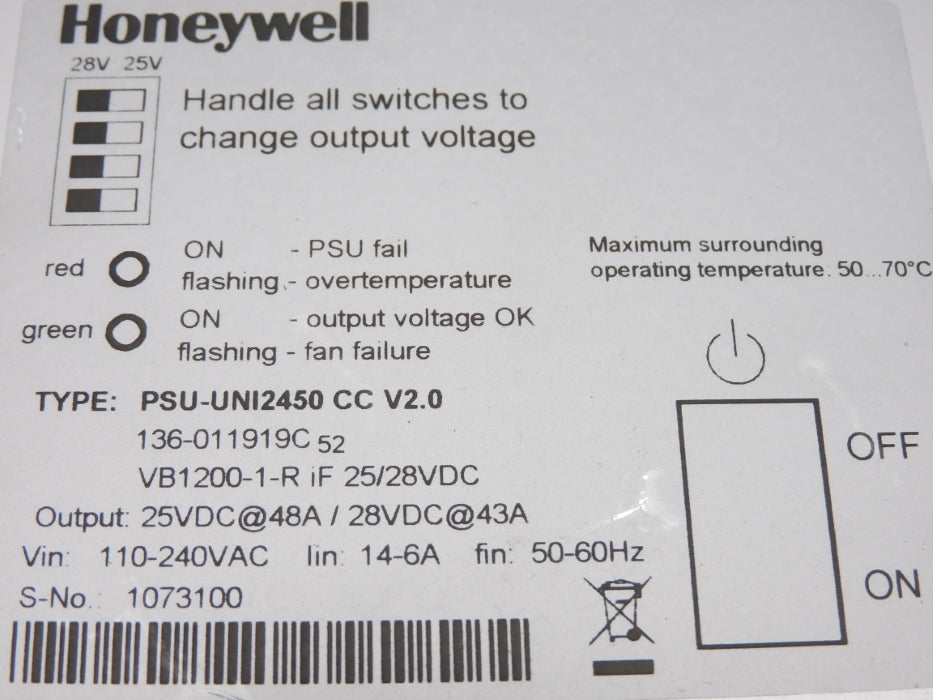 Honeywell
28V 25V
Handle all switches to
change output voltage
red
ON - PSU fail
flashing - overtemperature
green
ON - output voltage OK
flashing - fan failure
Maximum surrounding
operating temperature: 50...70°C
TYPE: PSU-UNI2450 CC V2.0
136-011919C 52
VB1200-1-R iF 25/28VDC
Output: 25VDC@48A / 28VDC@43A
Vin: 110-240VAC Iin: 14-6A fin: 50-60Hz
S-No.: 1073100
OFF
ON